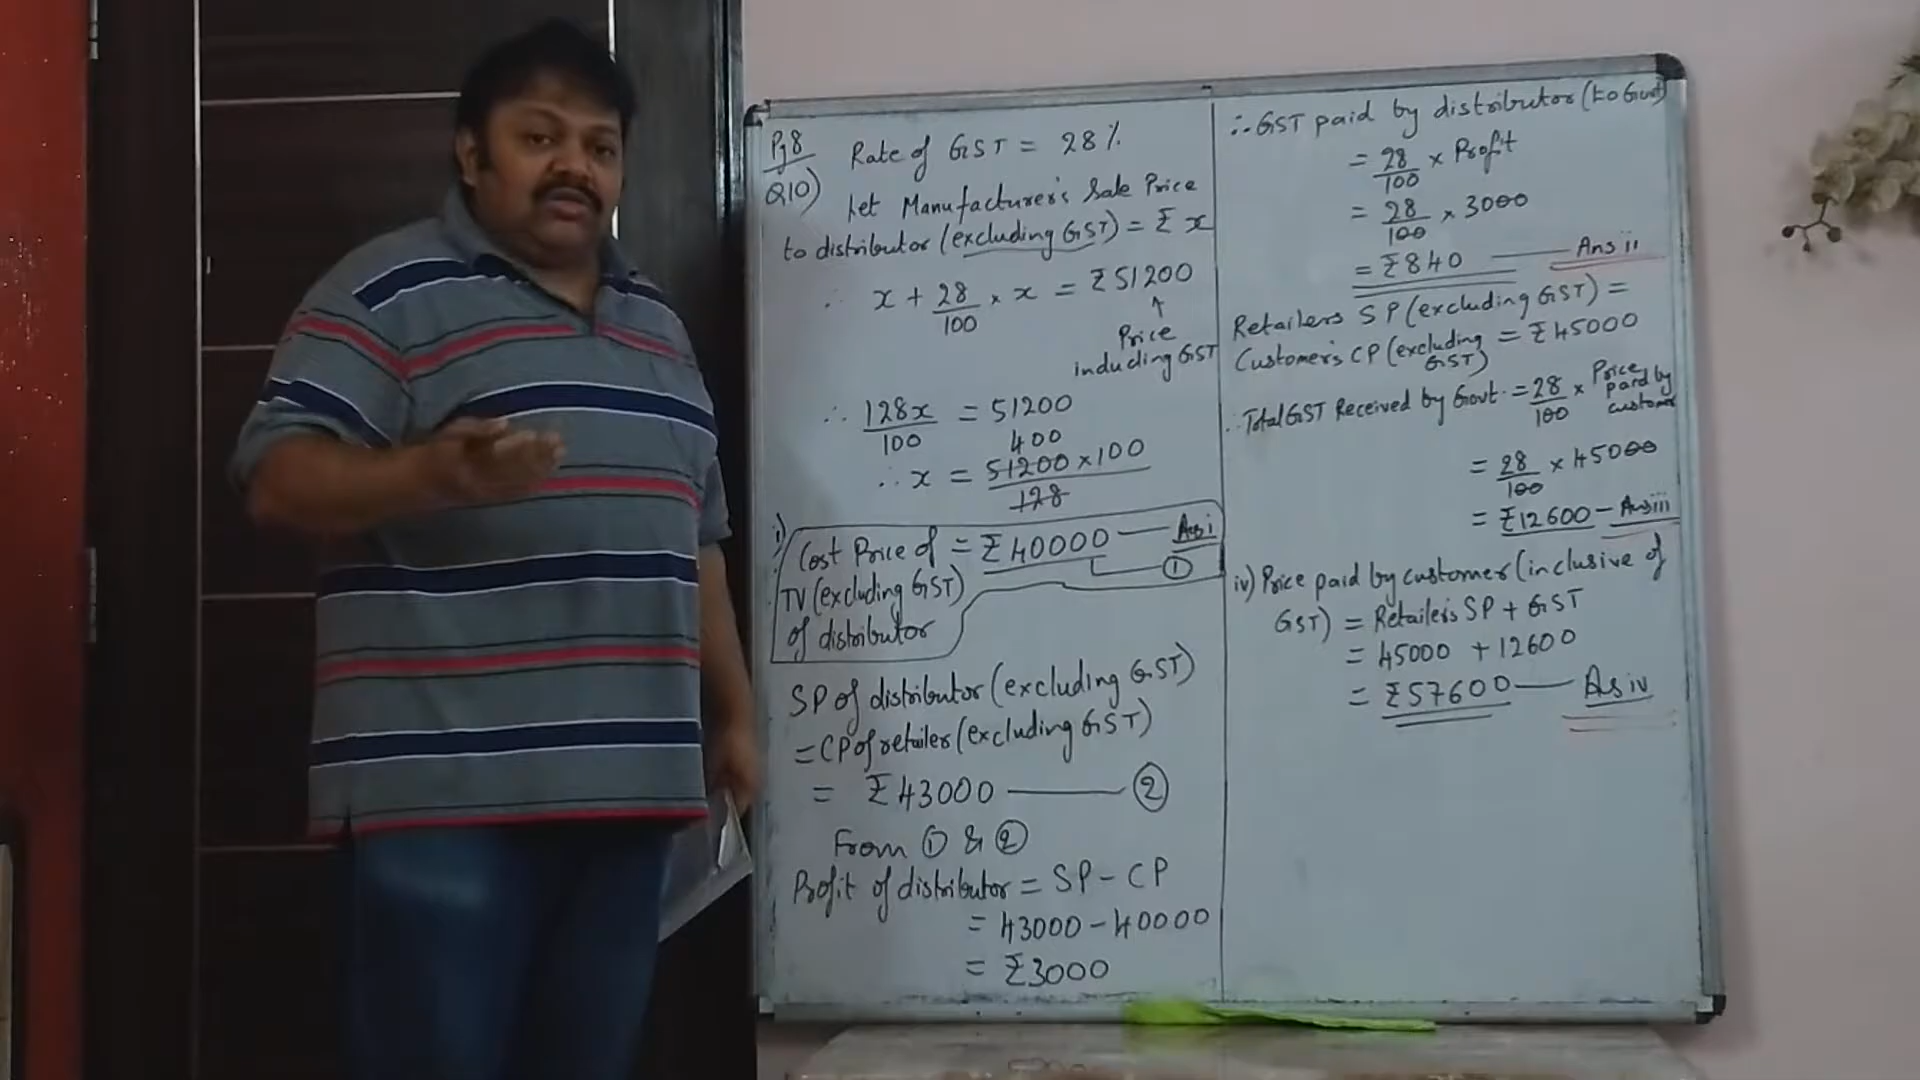 Pg 8
Q10)
Rate of GST = 28%
Let Manufacturer's Sale Price
to distributor (excluding GST) = ₹ x
∴ x + 28/100 × x = ₹51200
↑
Price
including GST
∴ 128x/100 = 51200
400
∴ x = 51200×100/128
i) Cost Price of = ₹40000 — Ans i
TV (excluding GST) ①
of distributor
SP of distributor (excluding GST)
= CP of retailer (excluding GST)
= ₹43000 — ②
From ① & ②
Profit of distributor = SP - CP
= 43000 - 40000
= ₹3000
∴ GST paid by distributor (to Govt)
= 28/100 × Profit
= 28/100 × 3000
= ₹840 — Ans ii
Retailers SP (excluding GST) =
Customer's CP (excluding GST) = ₹45000
∴ Total GST Received by Govt. = 28/100 × Price paid by customer
= 28/100 × 45000
= ₹12600 - Ans iii
iv) Price paid by customer (inclusive of
GST) = Retailer's SP + GST
= 45000 + 12600
= ₹57600 — Ans iv